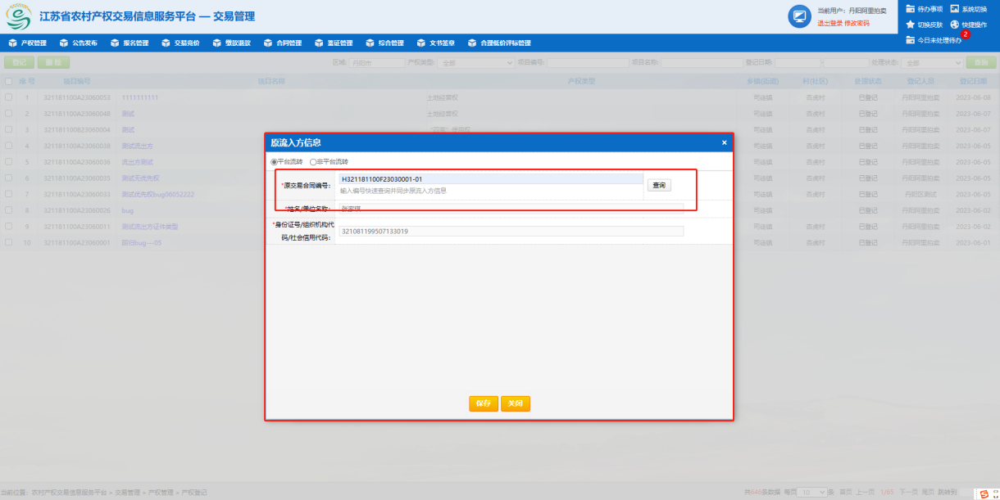 江苏省农村产权交易信息服务平台 — 交易管理
当前用户：丹阳阿里拍卖
退出登录 修改密码
待办事项 系统切换
切换皮肤 快捷操作
今日未处理待办 2
产权管理 公告发布 报名管理 交易竞价 缴款退款 合同管理 鉴证管理 综合管理 文书签章 合理低价评标管理
登记 删除 区域: 丹阳市 产权类型: 全部 项目编号: 项目名称: 登记日期: - 处理状态: 全部 查询
序号 项目编号 项目名称 产权类型 乡镇(街道) 村(社区) 处理状态 登记人员 登记日期
1 321181100A23060053 1111111111 土地经营权 司徒镇 杏虎村 已登记 丹阳阿里拍卖 2023-06-08
2 321181100A23060048 测试 土地经营权 司徒镇 杏虎村 已登记 丹阳阿里拍卖 2023-06-07
3 321181100B23060004 测试 "四荒" 使用权 司徒镇 杏虎村 已登记 丹阳阿里拍卖 2023-06-07
4 321181100A23060038 测试流出方 司徒镇 杏虎村 已登记 丹阳阿里拍卖 2023-06-05
5 321181100A23060036 流出方测试 司徒镇 杏虎村 已登记 丹阳阿里拍卖 2023-06-05
6 321181100A23060035 测试无优先权 司徒镇 杏虎村 已登记 丹阳阿里拍卖 2023-06-05
7 321181100A23060033 测试优先权bug06052222 司徒镇 杏虎村 已登记 丹阳区测试 2023-06-05
8 321181100A23060026 bug 司徒镇 杏虎村 已登记 丹阳阿里拍卖 2023-06-02
9 321181100A23060011 测试流出方证件类型 司徒镇 杏虎村 已登记 丹阳阿里拍卖 2023-06-02
10 321181100A23060001 回归bug---05 司徒镇 杏虎村 已登记 丹阳阿里拍卖 2023-06-01
原流入方信息 ×
平台流转 非平台流转
*原交易合同编号: H321181100F23030001-01 查询
输入编号快速查询并同步原流入方信息
*姓名/单位名称:
*身份证号/组织机构代
码/社会信用代码: 321081199507133019
保存 关闭
当前位置：农村产权交易信息服务平台 > 交易管理 > 产权管理 > 产权登记
共646条数据 每页 10 条 首页 上一页 1/65 下一页 尾页 跳转到: